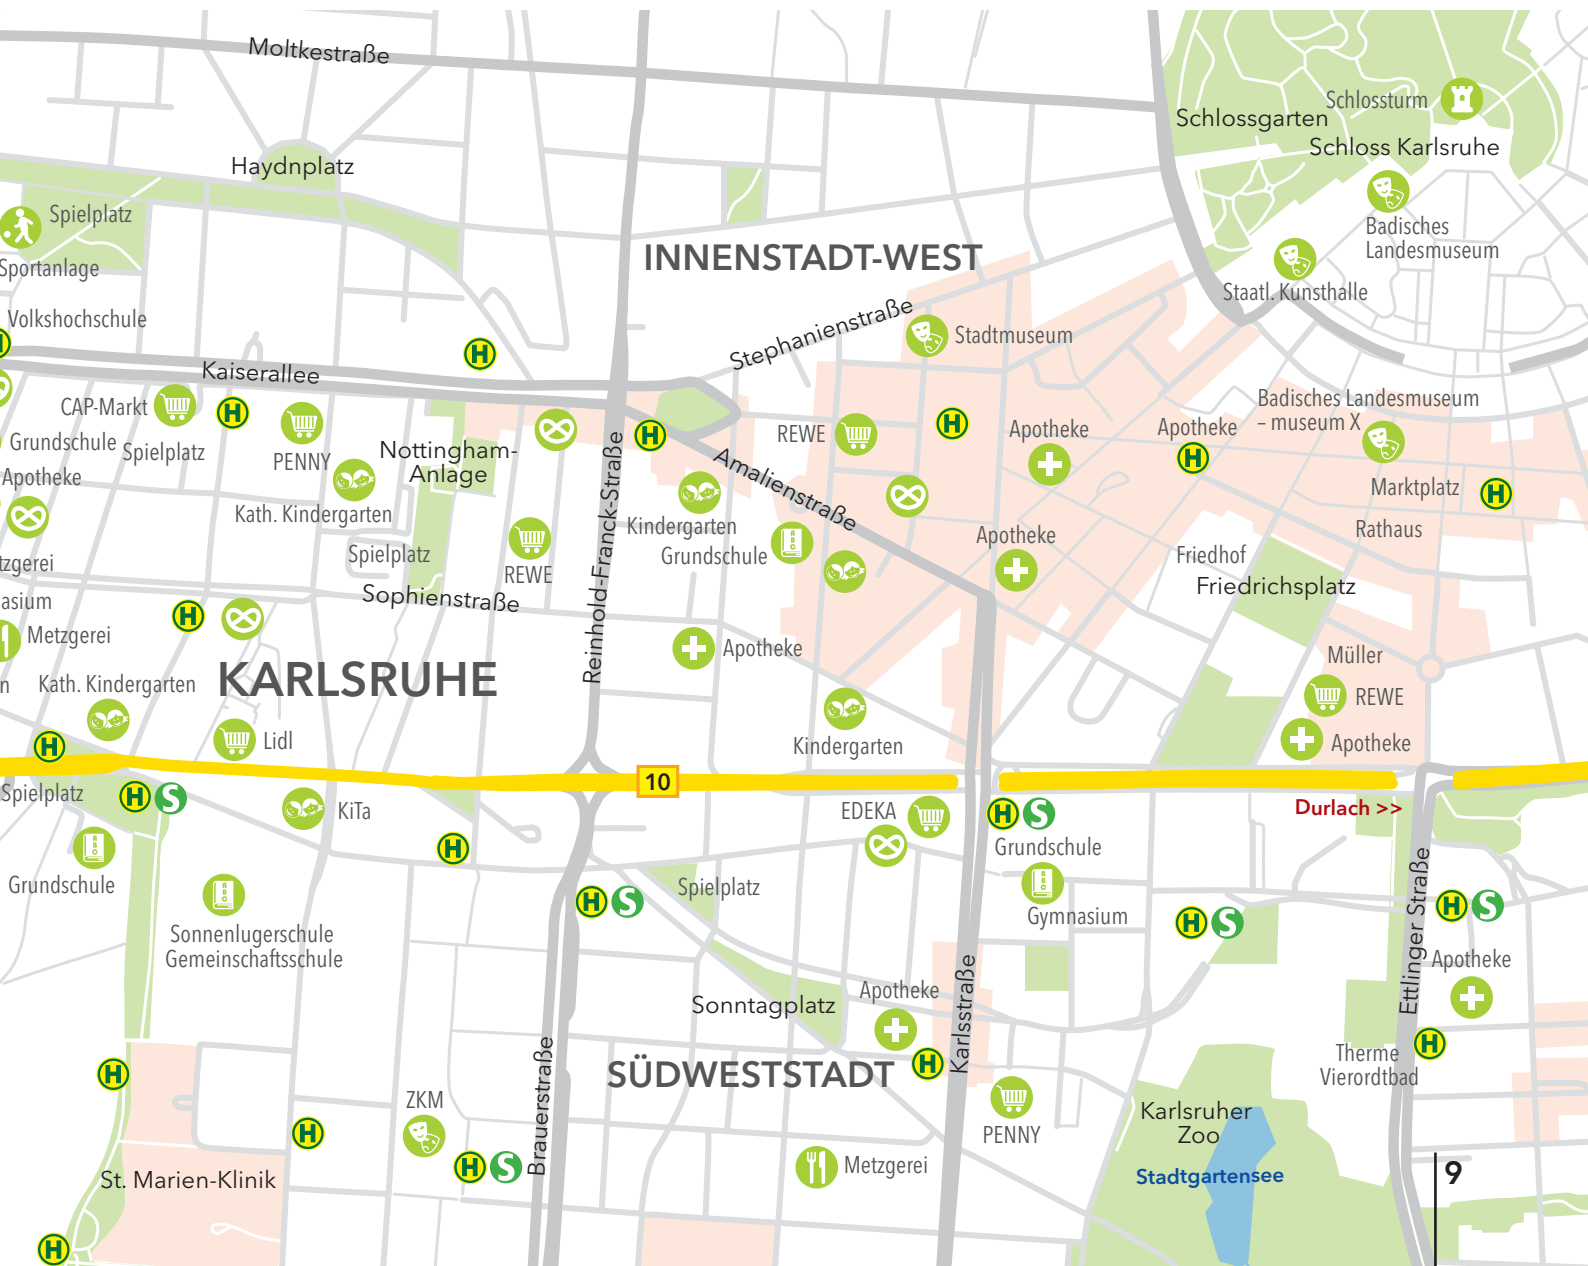 Moltkestraße
Schlossturm
Schlossgarten
Schloss Karlsruhe
Haydnplatz
Spielplatz
Badisches
Landesmuseum
INNENSTADT-WEST
Sportanlage
Staatl. Kunsthalle
Volkshochschule
Stephanienstraße
Stadtmuseum
H
H
Kaiserallee
CAP-Markt
H
Badisches Landesmuseum
– museum X
Grundschule
Spielplatz
PENNY
Nottingham-
Anlage
H
REWE
H
Apotheke
Apotheke
H
Apotheke
Amalienstraße
Marktplatz
H
Kath. Kindergarten
Reinhold-Franck-Straße
Kindergarten
Grundschule
Rathaus
Apotheke
Friedhof
Friedrichsplatz
tzgerei
Spielplatz
REWE
asium
Sophienstraße
H
Metzgerei
Apotheke
Müller
n
Kath. Kindergarten
KARLSRUHE
REWE
H
Lidl
Kindergarten
Apotheke
10
Spielplatz
H S
KiTa
EDEKA
H S
Durlach >>
H
Grundschule
Grundschule
H S
Spielplatz
Gymnasium
H S
Ettlinger Straße
H S
Sonnenlugerschule
Gemeinschaftsschule
Apotheke
Apotheke
Sonntagplatz
Karlsstraße
H
H
SÜDWESTSTADT
H
Therme
Vierordtbad
Brauerstraße
ZKM
H
PENNY
Karlsruher
Zoo
H S
Metzgerei
Stadtgartensee
St. Marien-Klinik
9
H